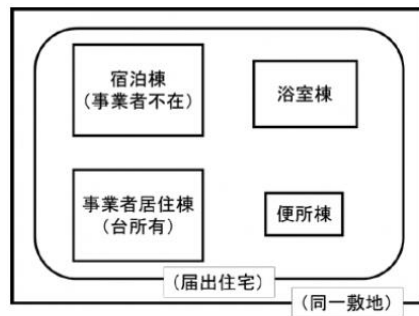 宿泊棟
（事業者不在）
浴室棟
事業者居住棟
（台所有）
便所棟
（届出住宅）
（同一敷地）